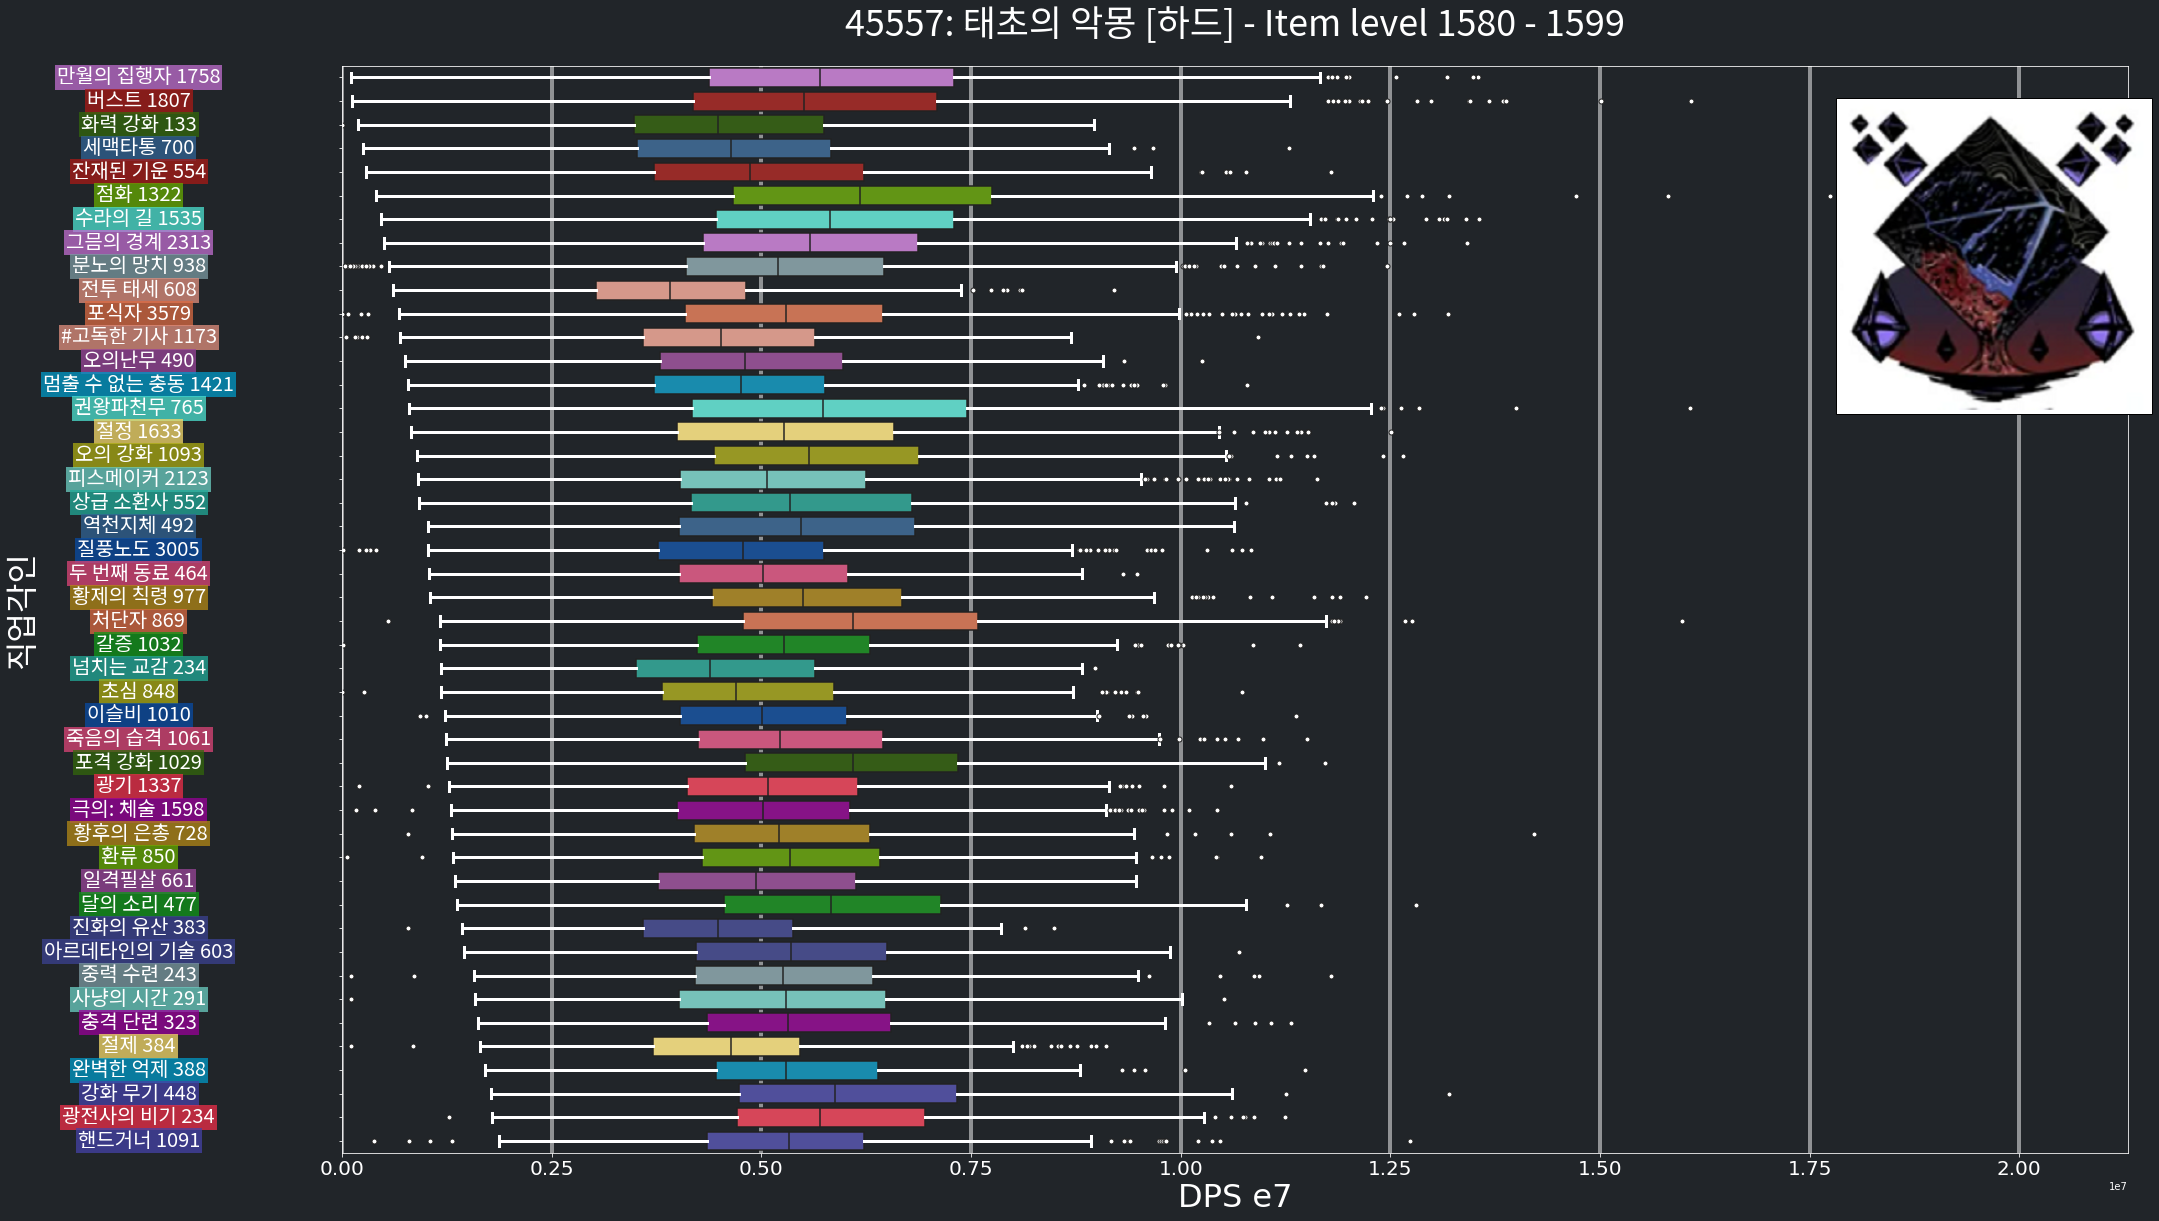 45557: 태초의 악몽 [하드] - Item level 1580 - 1599
만월의 집행자 1758
버스트 1807
화력 강화 133
세맥타통 700
잔재된 기운 554
점화 1322
수라의 길 1535
그믐의 경계 2313
분노의 망치 938
전투 태세 608
포식자 3579
#고독한 기사 1173
오의난무 490
멈출 수 없는 충동 1421
권왕파천무 765
절정 1633
오의 강화 1093
피스메이커 2123
상급 소환사 552
역천지체 492
질풍노도 3005
두 번째 동료 464
황제의 칙령 977
처단자 869
갈증 1032
넘치는 교감 234
초심 848
이슬비 1010
죽음의 습격 1061
포격 강화 1029
광기 1337
극의: 체술 1598
황후의 은총 728
환류 850
일격필살 661
달의 소리 477
진화의 유산 383
아르데타인의 기술 603
중력 수련 243
사냥의 시간 291
충격 단련 323
절제 384
완벽한 억제 388
강화 무기 448
광전사의 비기 234
핸드거너 1091
직업각인
0.00 0.25 0.50 0.75 1.00 1.25 1.50 1.75 2.00
DPS e7
1e7